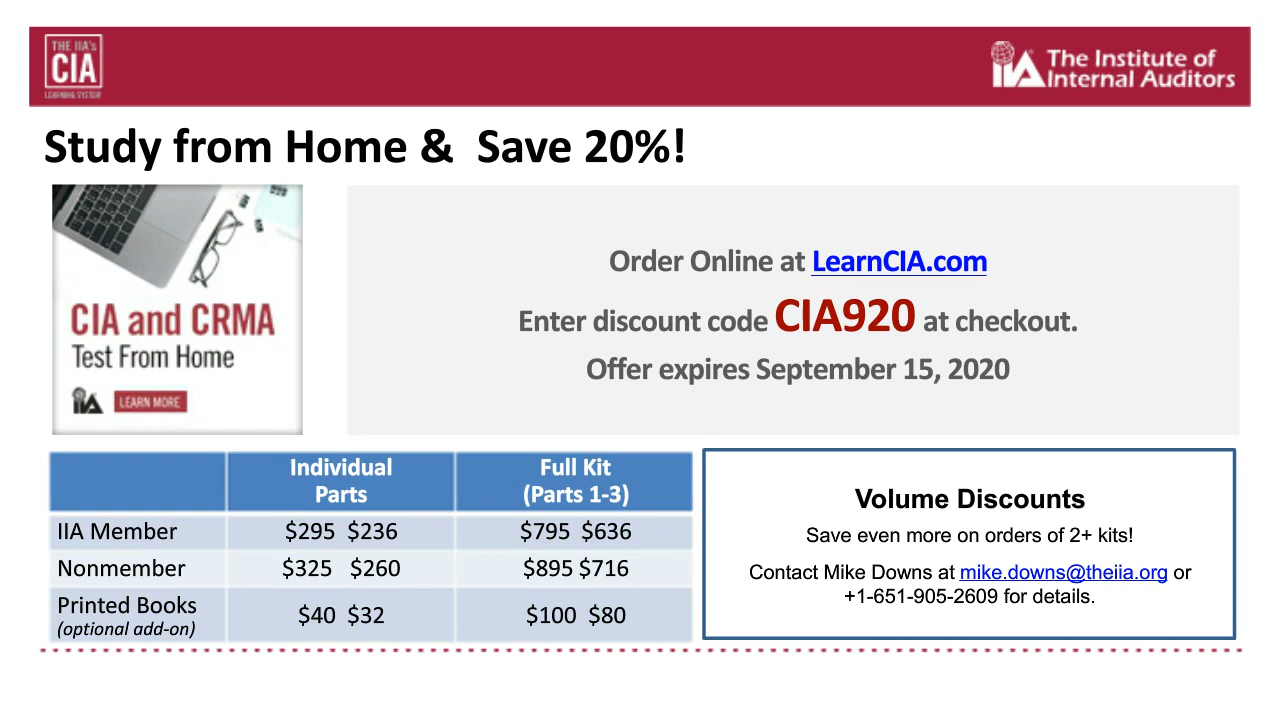 THE IIA's
CIA
LEARNING SYSTEM
IIA The Institute of
Internal Auditors
Study from Home & Save 20%!
CIA and CRMA
Test From Home
IIA LEARN MORE
Order Online at LearnCIA.com
Enter discount code CIA920 at checkout.
Offer expires September 15, 2020
Individual Full Kit
Parts (Parts 1-3)
IIA Member $295 $236 $795 $636
Nonmember $325 $260 $895 $716
Printed Books $40 $32 $100 $80
(optional add-on)
Volume Discounts
Save even more on orders of 2+ kits!
Contact Mike Downs at mike.downs@theiia.org or
+1-651-905-2609 for details.